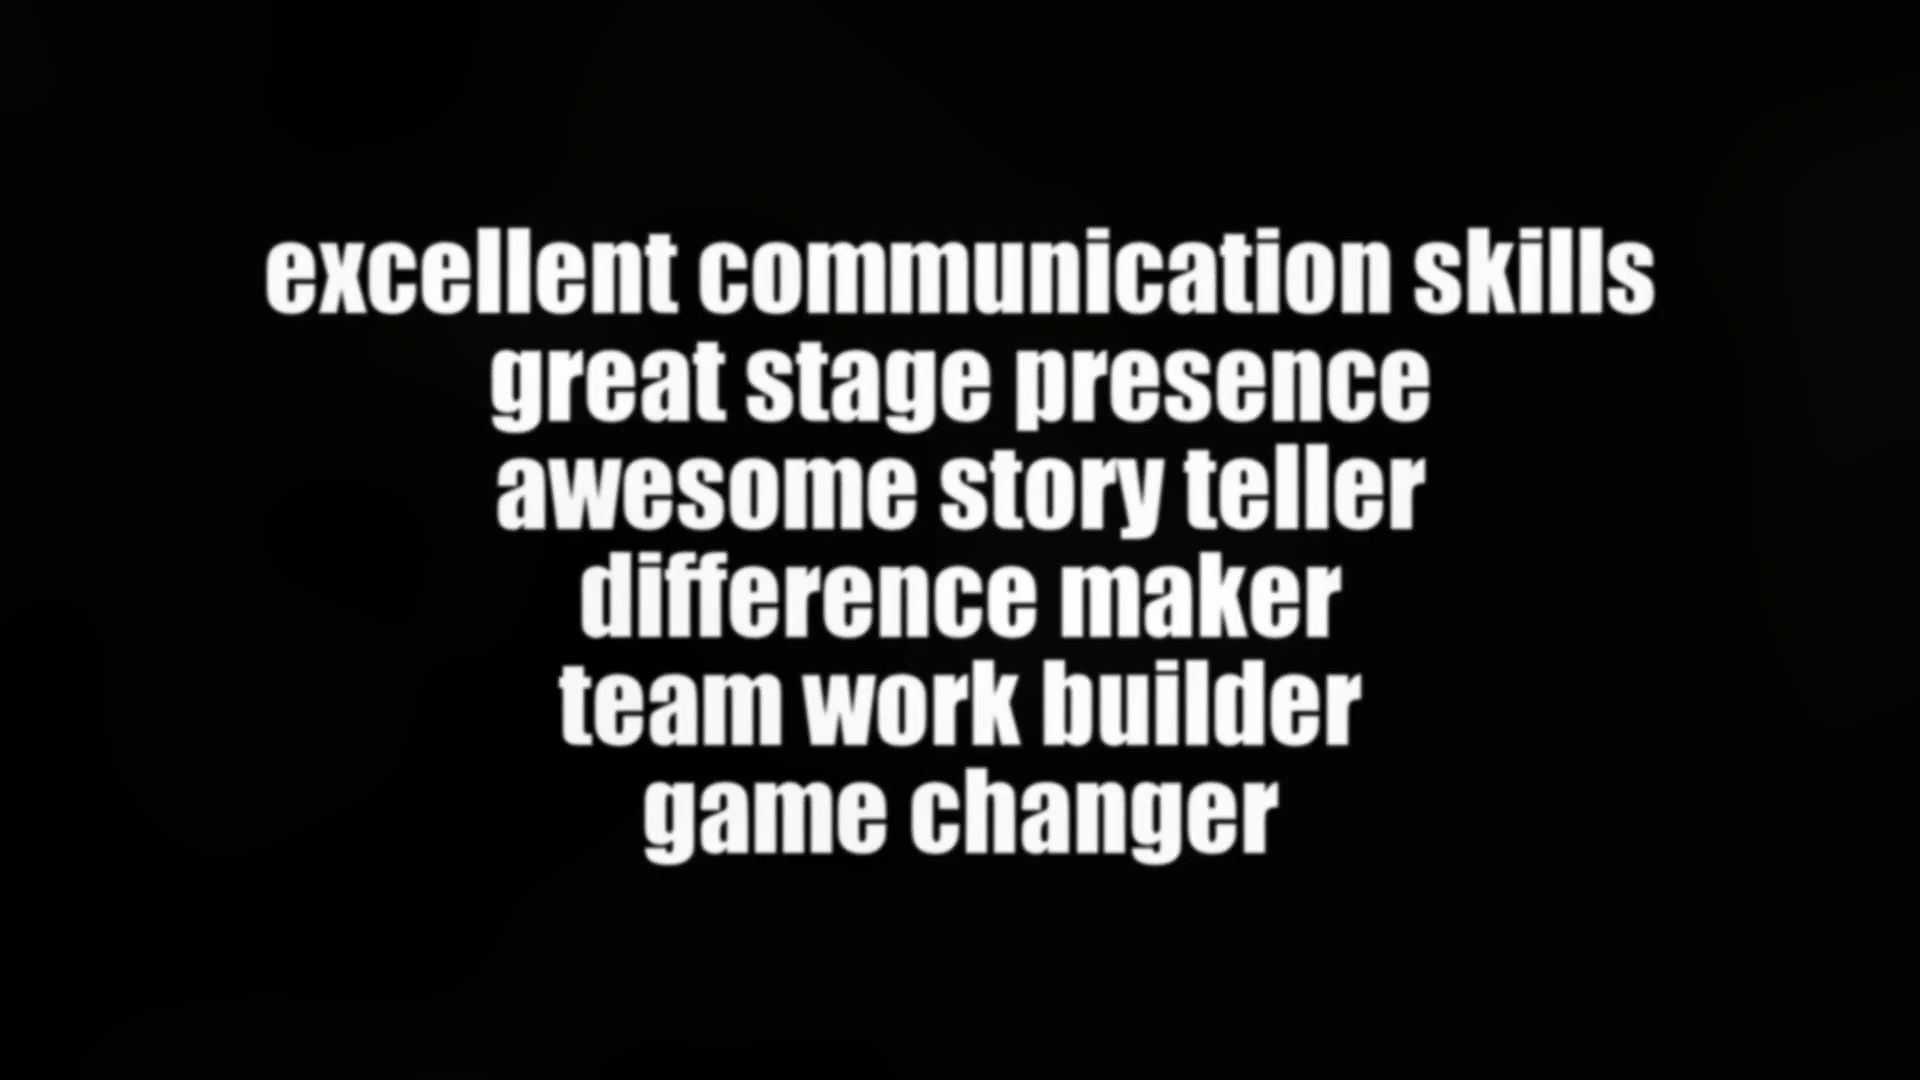 excellent communication skills
great stage presence
awesome story teller
difference maker
team work builder
game changer